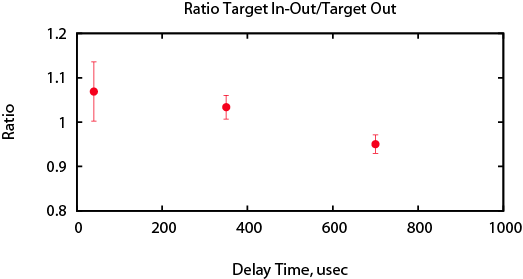 Ratio Target In-Out/Target Out
1.2
1.1
1
0.9
0.8
Ratio
0 200 400 600 800 1000
Delay Time, usec